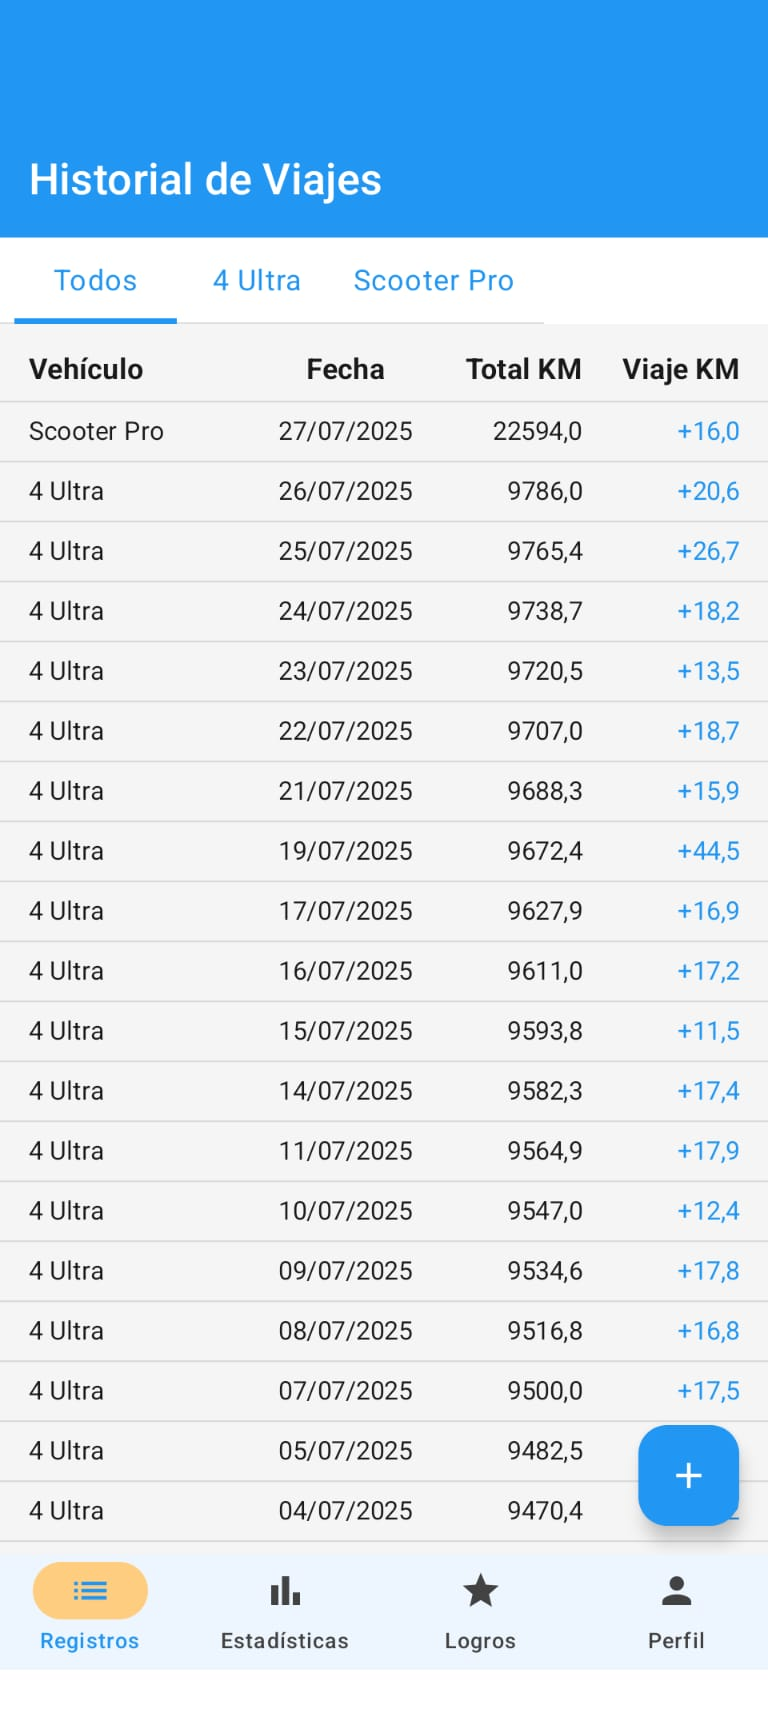 Historial de Viajes
Todos 4 Ultra Scooter Pro
Vehículo Fecha Total KM Viaje KM
Scooter Pro 27/07/2025 22594,0 +16,0
4 Ultra 26/07/2025 9786,0 +20,6
4 Ultra 25/07/2025 9765,4 +26,7
4 Ultra 24/07/2025 9738,7 +18,2
4 Ultra 23/07/2025 9720,5 +13,5
4 Ultra 22/07/2025 9707,0 +18,7
4 Ultra 21/07/2025 9688,3 +15,9
4 Ultra 19/07/2025 9672,4 +44,5
4 Ultra 17/07/2025 9627,9 +16,9
4 Ultra 16/07/2025 9611,0 +17,2
4 Ultra 15/07/2025 9593,8 +11,5
4 Ultra 14/07/2025 9582,3 +17,4
4 Ultra 11/07/2025 9564,9 +17,9
4 Ultra 10/07/2025 9547,0 +12,4
4 Ultra 09/07/2025 9534,6 +17,8
4 Ultra 08/07/2025 9516,8 +16,8
4 Ultra 07/07/2025 9500,0 +17,5
4 Ultra 05/07/2025 9482,5
4 Ultra 04/07/2025 9470,4
Registros Estadísticas Logros Perfil